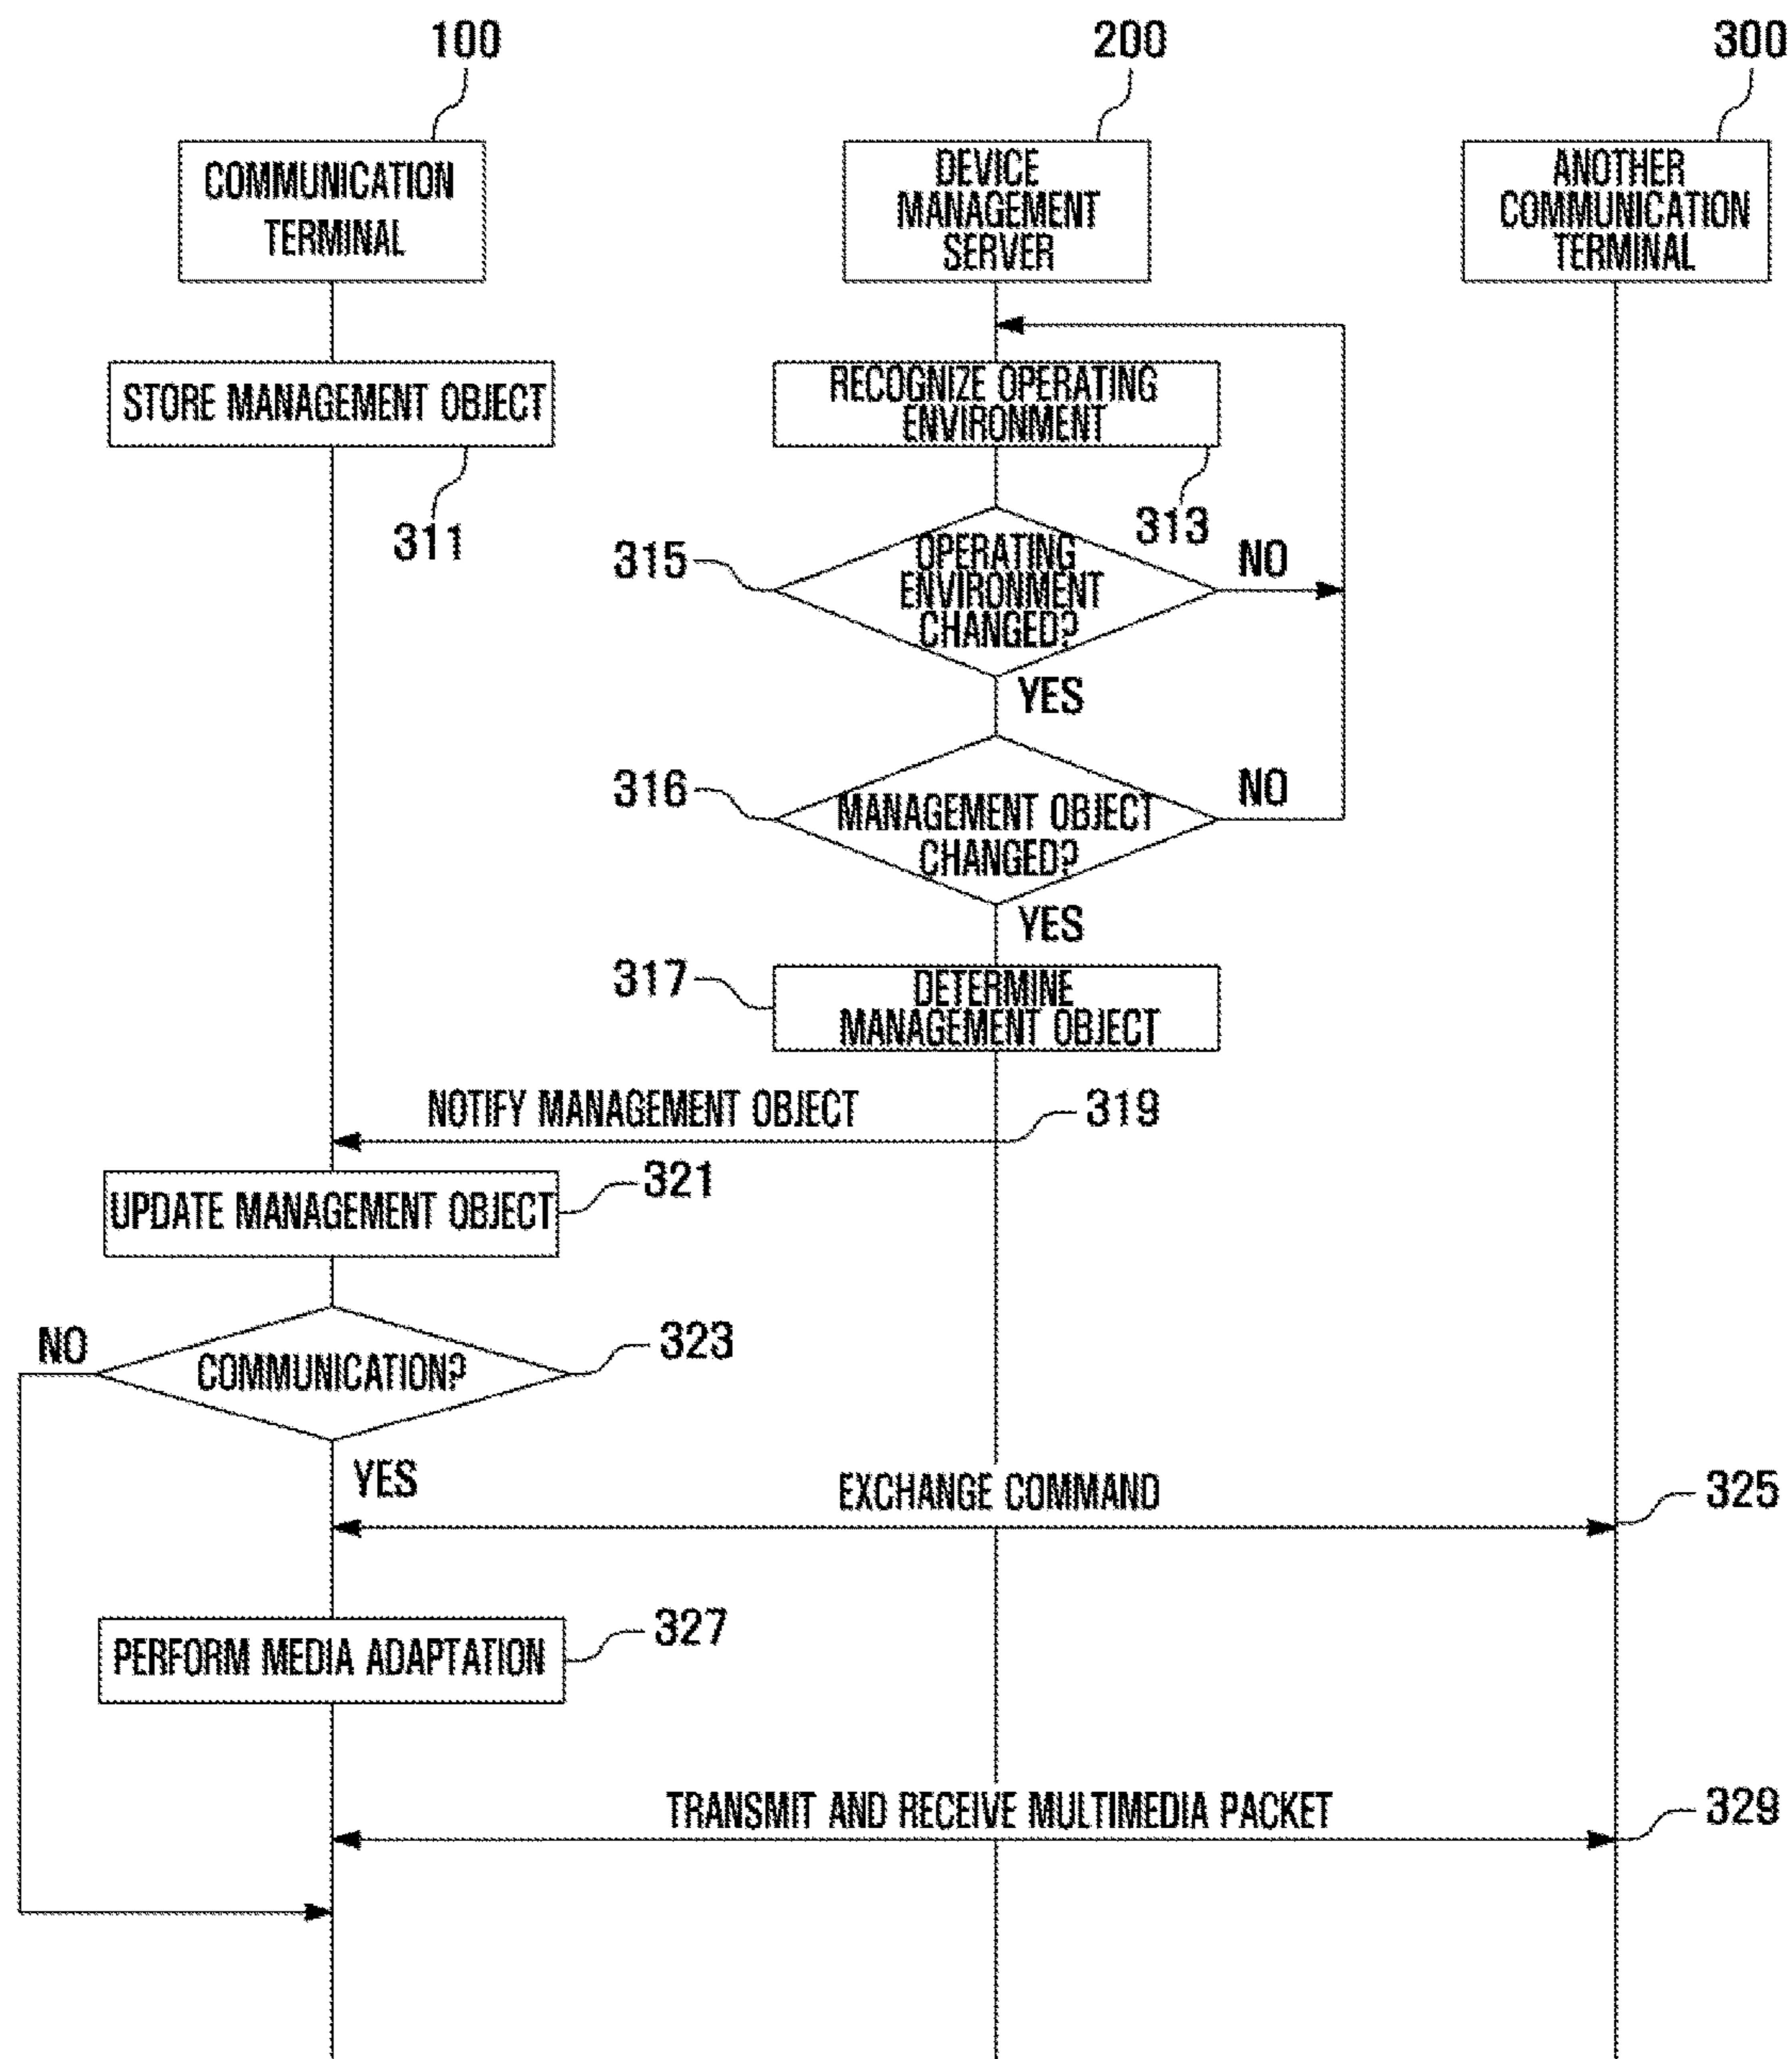 100
200
300
COMMUNICATION
TERMINAL
DEVICE
MANAGEMENT
SERVER
ANOTHER
COMMUNICATION
TERMINAL
STORE MANAGEMENT OBJECT
311
RECOGNIZE OPERATING
ENVIRONMENT
313
315
OPERATING
ENVIRONMENT
CHANGED?
NO
YES
316
MANAGEMENT OBJECT
CHANGED?
NO
YES
317
DETERMINE
MANAGEMENT OBJECT
NOTIFY MANAGEMENT OBJECT
319
UPDATE MANAGEMENT OBJECT
321
NO
COMMUNICATION?
323
YES
EXCHANGE COMMAND
325
PERFORM MEDIA ADAPTATION
327
TRANSMIT AND RECEIVE MULTIMEDIA PACKET
329